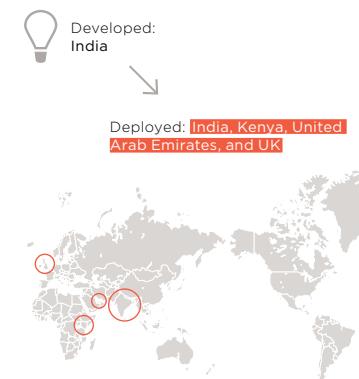 Developed:
India
Deployed: India, Kenya, United
Arab Emirates, and UK